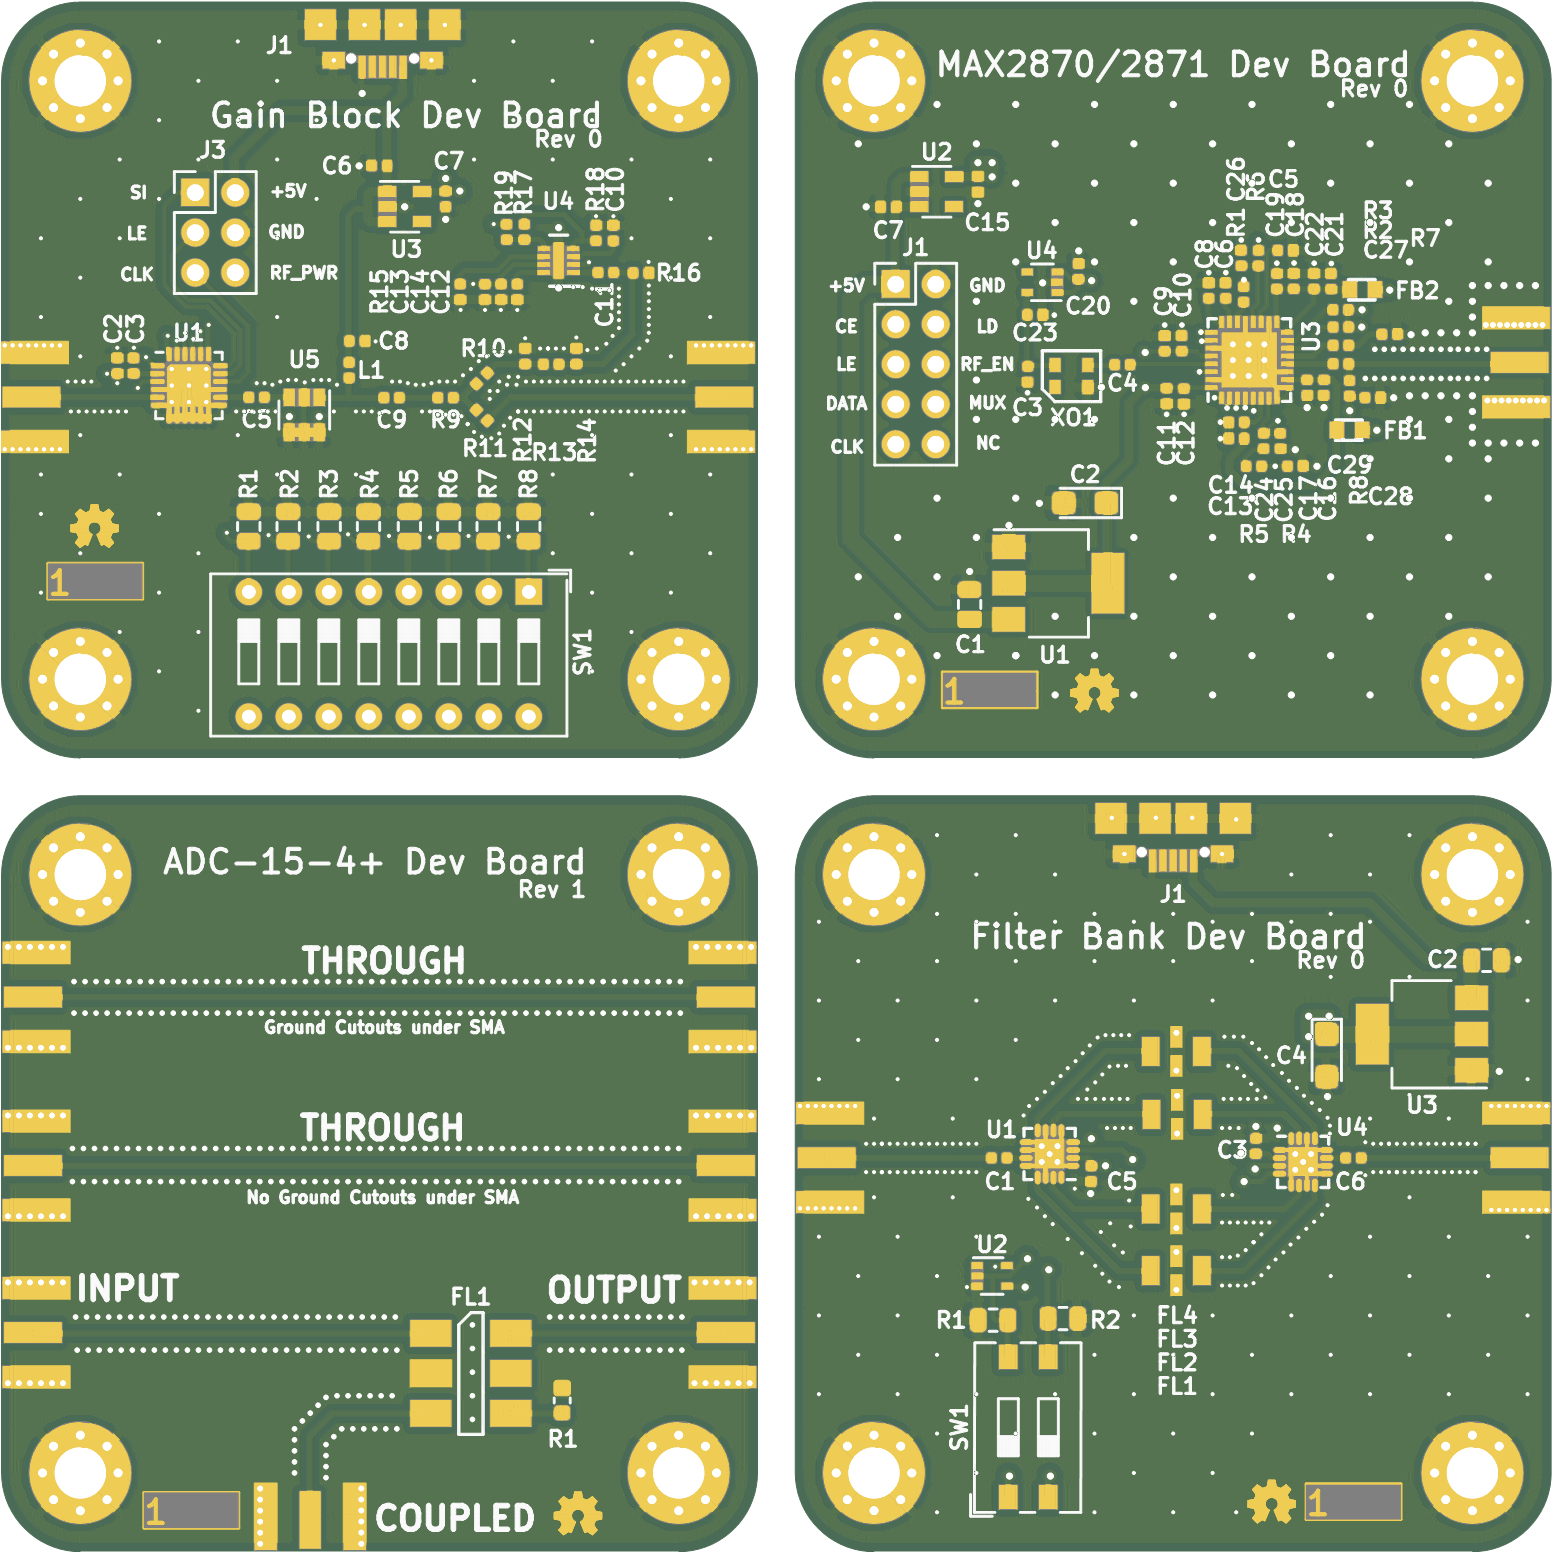 J1
Gain Block Dev Board
Rev 0
J3
SI
+5V
LE
GND
CLK
RF_PWR
C6
C7
U3
R19
R17
U4
R18
C10
R16
R15
C13
C14
C12
C11
C2
C3
U1
C8
L1
U5
R10
C5
C9
R9
R11
R12
R13
R14
R1
R2
R3
R4
R5
R6
R7
R8
1
SW1
MAX2870/2871 Dev Board
Rev 0
U2
C7
C15
J1
+5V
GND
CE
LD
LE
RF_EN
DATA
MUX
CLK
NC
U4
C20
C23
C3
XO1
C4
C9
C10
C8
C6
R1
C26
R6
C5
C19
C18
C22
C21
R3
R2
C27
R7
FB2
U3
C11
C12
FB1
C29
C14
C13
C24
C25
C17
C16
R8
C28
R5
R4
C2
C1
U1
1
ADC-15-4+ Dev Board
Rev 1
THROUGH
Ground Cutouts under SMA
THROUGH
No Ground Cutouts under SMA
INPUT
FL1
OUTPUT
R1
1
COUPLED
J1
Filter Bank Dev Board
Rev 0
C2
C4
U3
U1
C1
C5
C3
U4
C6
U2
R1
R2
FL4
FL3
FL2
FL1
SW1
1